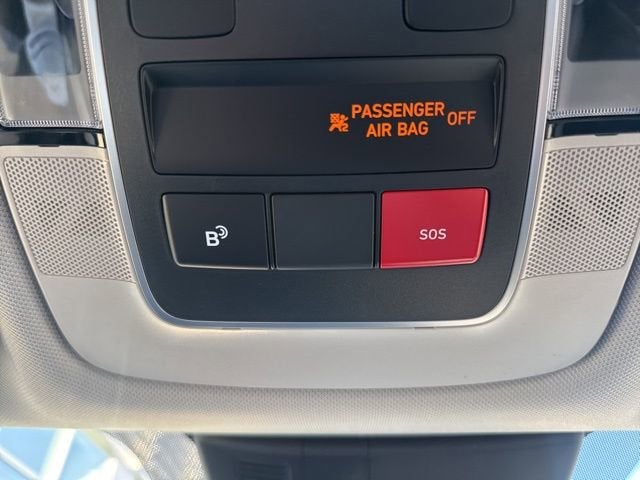 PASSENGER
AIR BAG OFF
B
SOS